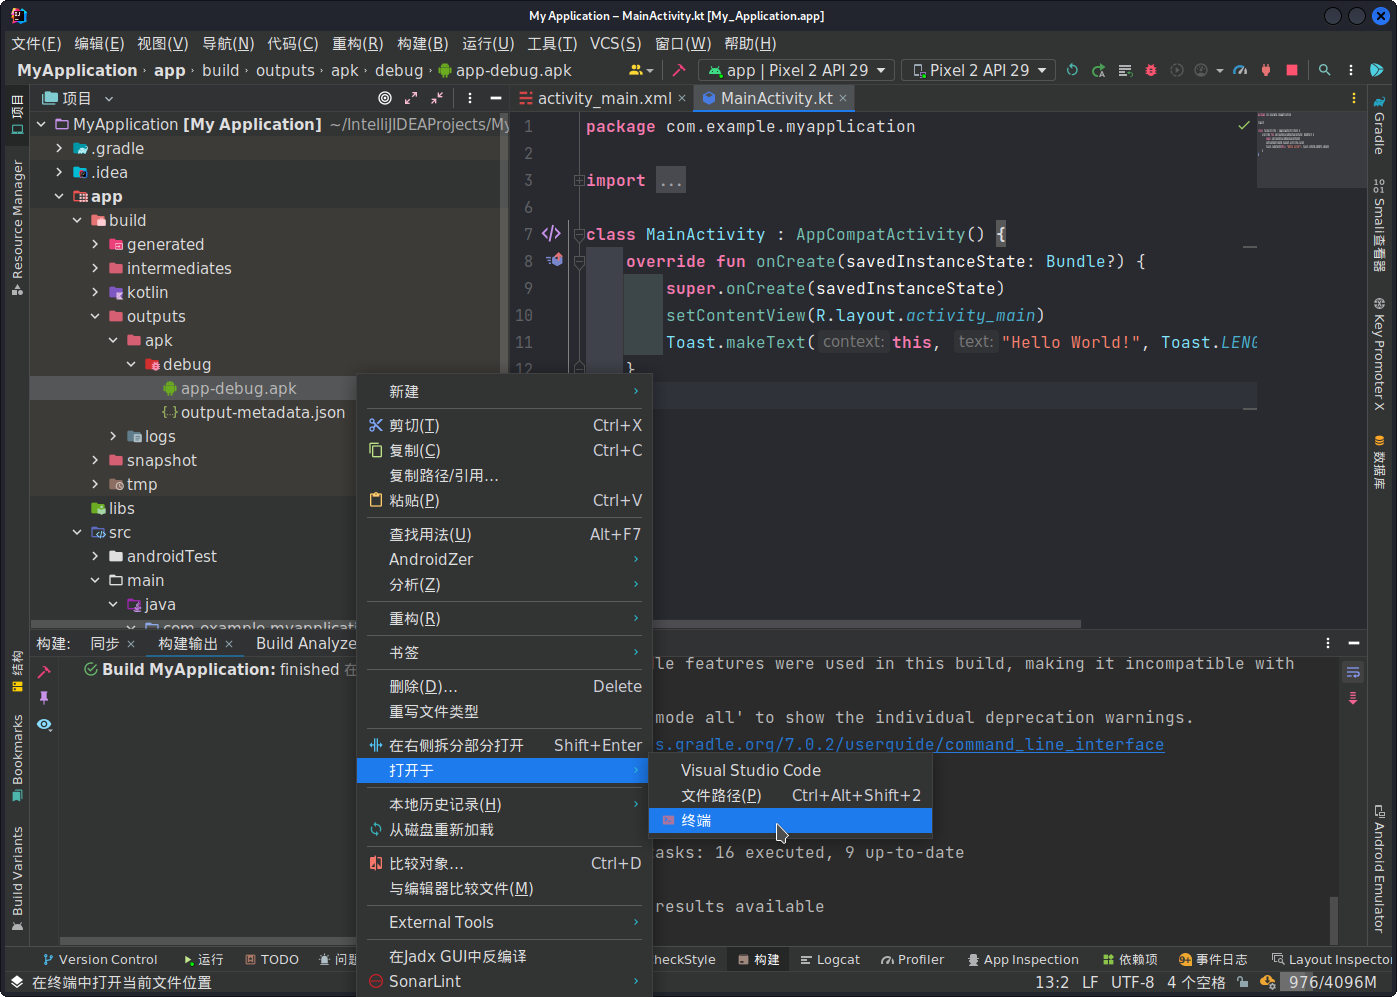 My Application – MainActivity.kt [My_Application.app]
文件(F) 编辑(E) 视图(V) 导航(N) 代码(C) 重构(R) 构建(B) 运行(U) 工具(T) VCS(S) 窗口(W) 帮助(H)
MyApplication › app › build › outputs › apk › debug › app-debug.apk
app | Pixel 2 API 29
Pixel 2 API 29
项目
activity_main.xml ×
MainActivity.kt ×
MyApplication [My Application] ~/IntelliJIDEAProjects/My
.gradle
.idea
app
build
generated
intermediates
kotlin
outputs
apk
debug
app-debug.apk
output-metadata.json
logs
snapshot
tmp
libs
src
androidTest
main
java
com.example.myapplicati
1 package com.example.myapplication
2
3 import ...
6
7 class MainActivity : AppCompatActivity() {
8 override fun onCreate(savedInstanceState: Bundle?) {
9 super.onCreate(savedInstanceState)
10 setContentView(R.layout.activity_main)
11 Toast.makeText( context: this, text: "Hello World!", Toast.LENG
12 }
新建
剪切(T) Ctrl+X
复制(C) Ctrl+C
复制路径/引用...
粘贴(P) Ctrl+V
查找用法(U) Alt+F7
AndroidZer
分析(Z)
重构(R)
书签
删除(D)... Delete
重写文件类型
在右侧拆分部分打开 Shift+Enter
打开于
本地历史记录(H)
从磁盘重新加载
比较对象... Ctrl+D
与编辑器比较文件(M)
External Tools
在Jadx GUI中反编译
SonarLint
Visual Studio Code
文件路径(P) Ctrl+Alt+Shift+2
终端
构建: 同步 × 构建输出 × Build Analyze
Build MyApplication: finished 在
le features were used in this build, making it incompatible with
mode all' to show the individual deprecation warnings.
s.gradle.org/7.0.2/userguide/command_line_interface
asks: 16 executed, 9 up-to-date
results available
项目
Resource Manager
结构
Bookmarks
Build Variants
Gradle
Smali查看器
Key Promoter X
数据库
Android Emulator
Version Control 运行 TODO 问题 heckStyle 构建 Logcat Profiler App Inspection 依赖项 9+ 事件日志 Layout Inspector
在终端中打开当前文件位置 13:2 LF UTF-8 4 个空格 976/4096M